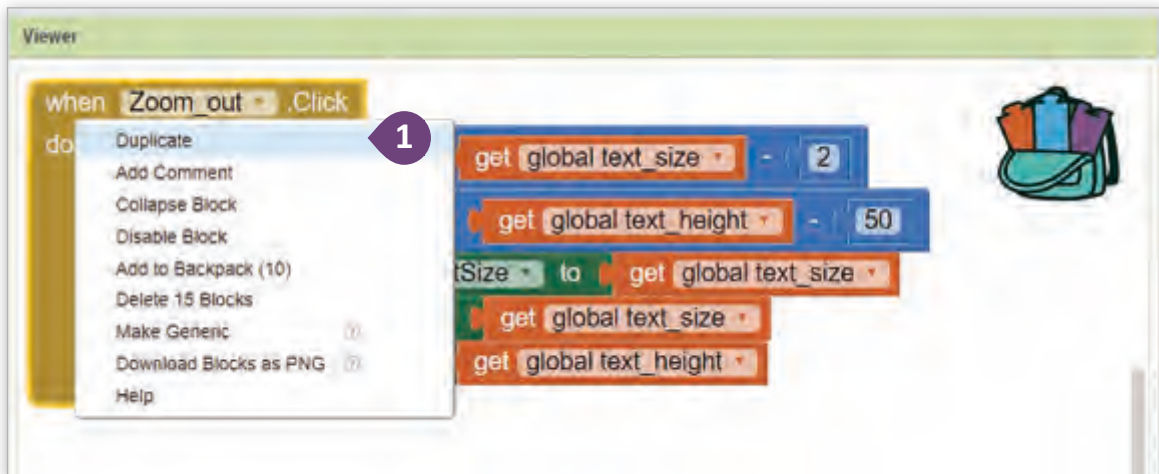 Viewer
when Zoom_out .Click
do
Duplicate
1
Add Comment
Collapse Block
Disable Block
Add to Backpack (10)
Delete 15 Blocks
Make Generic
Download Blocks as PNG
Help
get global text_size - 2
get global text_height - 50
tSize to get global text_size
get global text_size
get global text_height